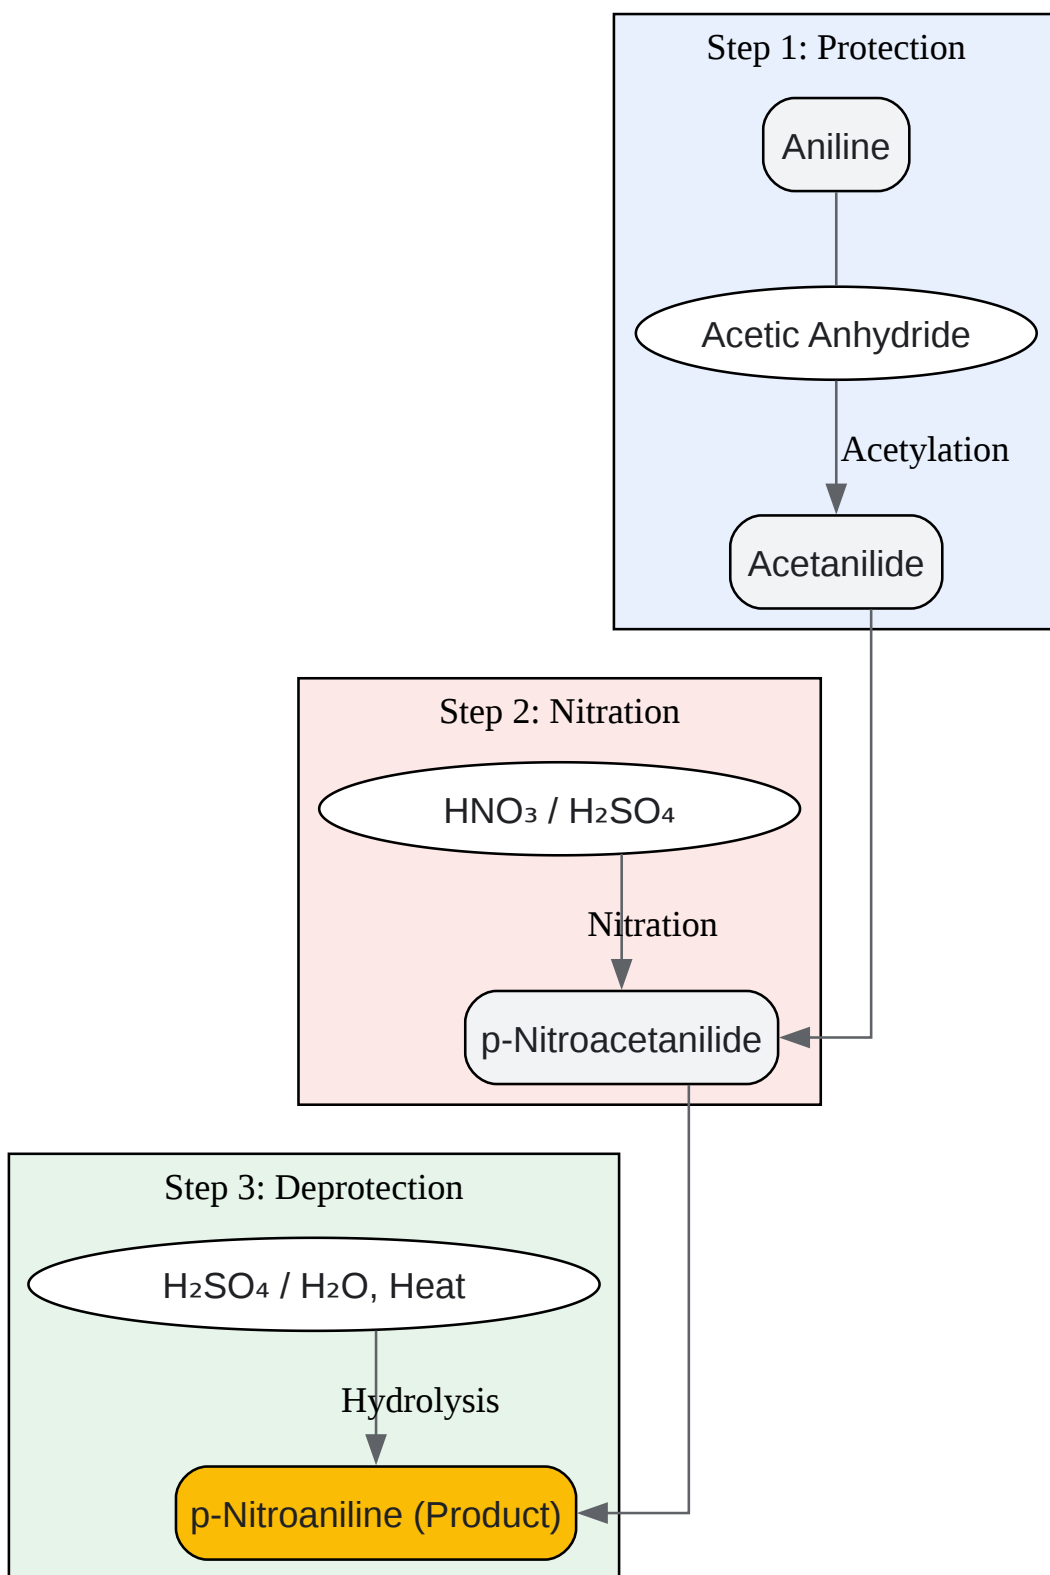 Step 1: Protection
Aniline
Acetic Anhydride
Acetylation
Acetanilide
Step 2: Nitration
HNO₃ / H₂SO₄
Nitration
p-Nitroacetanilide
Step 3: Deprotection
H₂SO₄ / H₂O, Heat
Hydrolysis
p-Nitroaniline (Product)